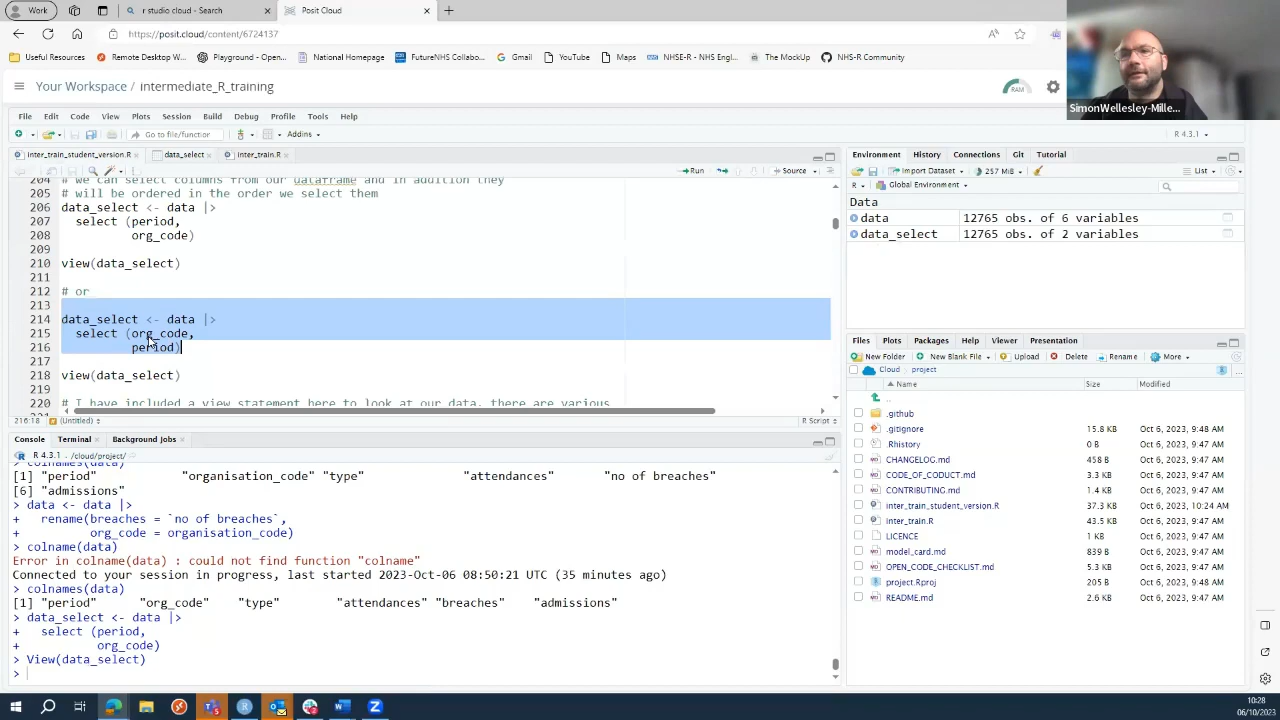 Work
r studio cloud - Search
Posit Cloud
https://posit.cloud/content/6724137
Useful Resources
Remote Desktop W...
Playground - Open...
National Homepage
FutureNHS Collabo...
Gmail
YouTube
Maps
NHSE-R - NHS Engl...
The MockUp
NHS-R Community
Your Workspace / intermediate_R_training
RAM
SimonWellesley-Mille...
File Edit Code View Plots Session Build Debug Profile Tools Help
Go to file/function
Addins
R 4.3.1
inter_train_student_version.R
data_select
inter_train.R
Run
Source
204 # we can select columns from our dataframe and in addition they
205 # will be ordered in the order we select them
206 data_select <- data |>
207 select (period,
208 org_code)
209
210 view(data_select)
211
212 # or
213
214 data_select <- data |>
215 select (org_code,
216 period)
217
218 view(data_select)
219
220 # I have included a view statement here to look at our data, there are various
216:18 (Untitled) R Script
Console Terminal Background Jobs
R 4.3.1 · /cloud/project/
colnames(data)
[1] "period" "organisation_code" "type" "attendances" "no of breaches"
[6] "admissions"
> data <- data |>
+ rename(breaches = `no of breaches`,
+ org_code = organisation_code)
> colname(data)
Error in colname(data) : could not find function "colname"
Connected to your session in progress, last started 2023-Oct-06 08:50:21 UTC (35 minutes ago)
> colnames(data)
[1] "period" "org_code" "type" "attendances" "breaches" "admissions"
> data_select <- data |>
+ select (period,
+ org_code)
> View(data_select)
>
Environment History Connections Git Tutorial
Import Dataset 257 MiB List
R Global Environment
Data
data 12765 obs. of 6 variables
data_select 12765 obs. of 2 variables
Files Plots Packages Help Viewer Presentation
New Folder New Blank File Upload Delete Rename More
Cloud project
Name Size Modified
..
.github
.gitignore 15.8 KB Oct 6, 2023, 9:48 AM
.Rhistory 0 B Oct 6, 2023, 9:48 AM
CHANGELOG.md 458 B Oct 6, 2023, 9:47 AM
CODE_OF_CODUCT.md 3.3 KB Oct 6, 2023, 9:47 AM
CONTRIBUTING.md 1.4 KB Oct 6, 2023, 9:47 AM
inter_train_student_version.R 37.3 KB Oct 6, 2023, 10:24 AM
inter_train.R 43.5 KB Oct 6, 2023, 9:47 AM
LICENCE 1 KB Oct 6, 2023, 9:47 AM
model_card.md 839 B Oct 6, 2023, 9:47 AM
OPEN_CODE_CHECKLIST.md 5.3 KB Oct 6, 2023, 9:47 AM
project.Rproj 205 B Oct 6, 2023, 9:48 AM
README.md 2.6 KB Oct 6, 2023, 9:47 AM
10:28
06/10/2023